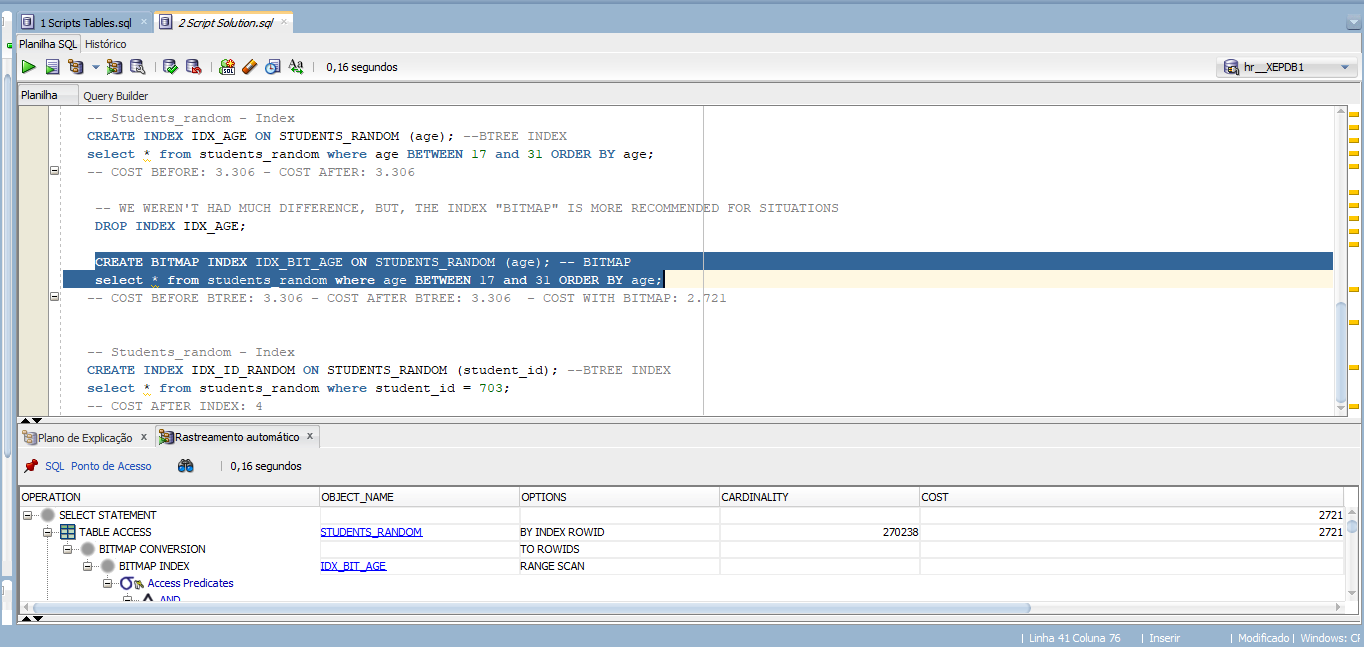 1 Scripts Tables.sql x 2 Script Solution.sql x
Planilha SQL Histórico
0,16 segundos hr__XEPDB1
Planilha Query Builder
-- Students_random - Index
CREATE INDEX IDX_AGE ON STUDENTS_RANDOM (age); --BTREE INDEX
select * from students_random where age BETWEEN 17 and 31 ORDER BY age;
-- COST BEFORE: 3.306 - COST AFTER: 3.306
-- WE WEREN'T HAD MUCH DIFFERENCE, BUT, THE INDEX "BITMAP" IS MORE RECOMMENDED FOR SITUATIONS
DROP INDEX IDX_AGE;
CREATE BITMAP INDEX IDX_BIT_AGE ON STUDENTS_RANDOM (age); -- BITMAP
select * from students_random where age BETWEEN 17 and 31 ORDER BY age;
-- COST BEFORE BTREE: 3.306 - COST AFTER BTREE: 3.306 - COST WITH BITMAP: 2.721
-- Students_random - Index
CREATE INDEX IDX_ID_RANDOM ON STUDENTS_RANDOM (student_id); --BTREE INDEX
select * from students_random where student_id = 703;
-- COST AFTER INDEX: 4
Plano de Explicação x Rastreamento automático x
SQL Ponto de Acesso | 0,16 segundos
OPERATION OBJECT_NAME OPTIONS CARDINALITY COST
SELECT STATEMENT 2721
TABLE ACCESS STUDENTS_RANDOM BY INDEX ROWID 270238 2721
BITMAP CONVERSION TO ROWIDS
BITMAP INDEX IDX_BIT_AGE RANGE SCAN
Access Predicates
AND
| Linha 41 Coluna 76 | Inserir | Modificado | Windows: CF